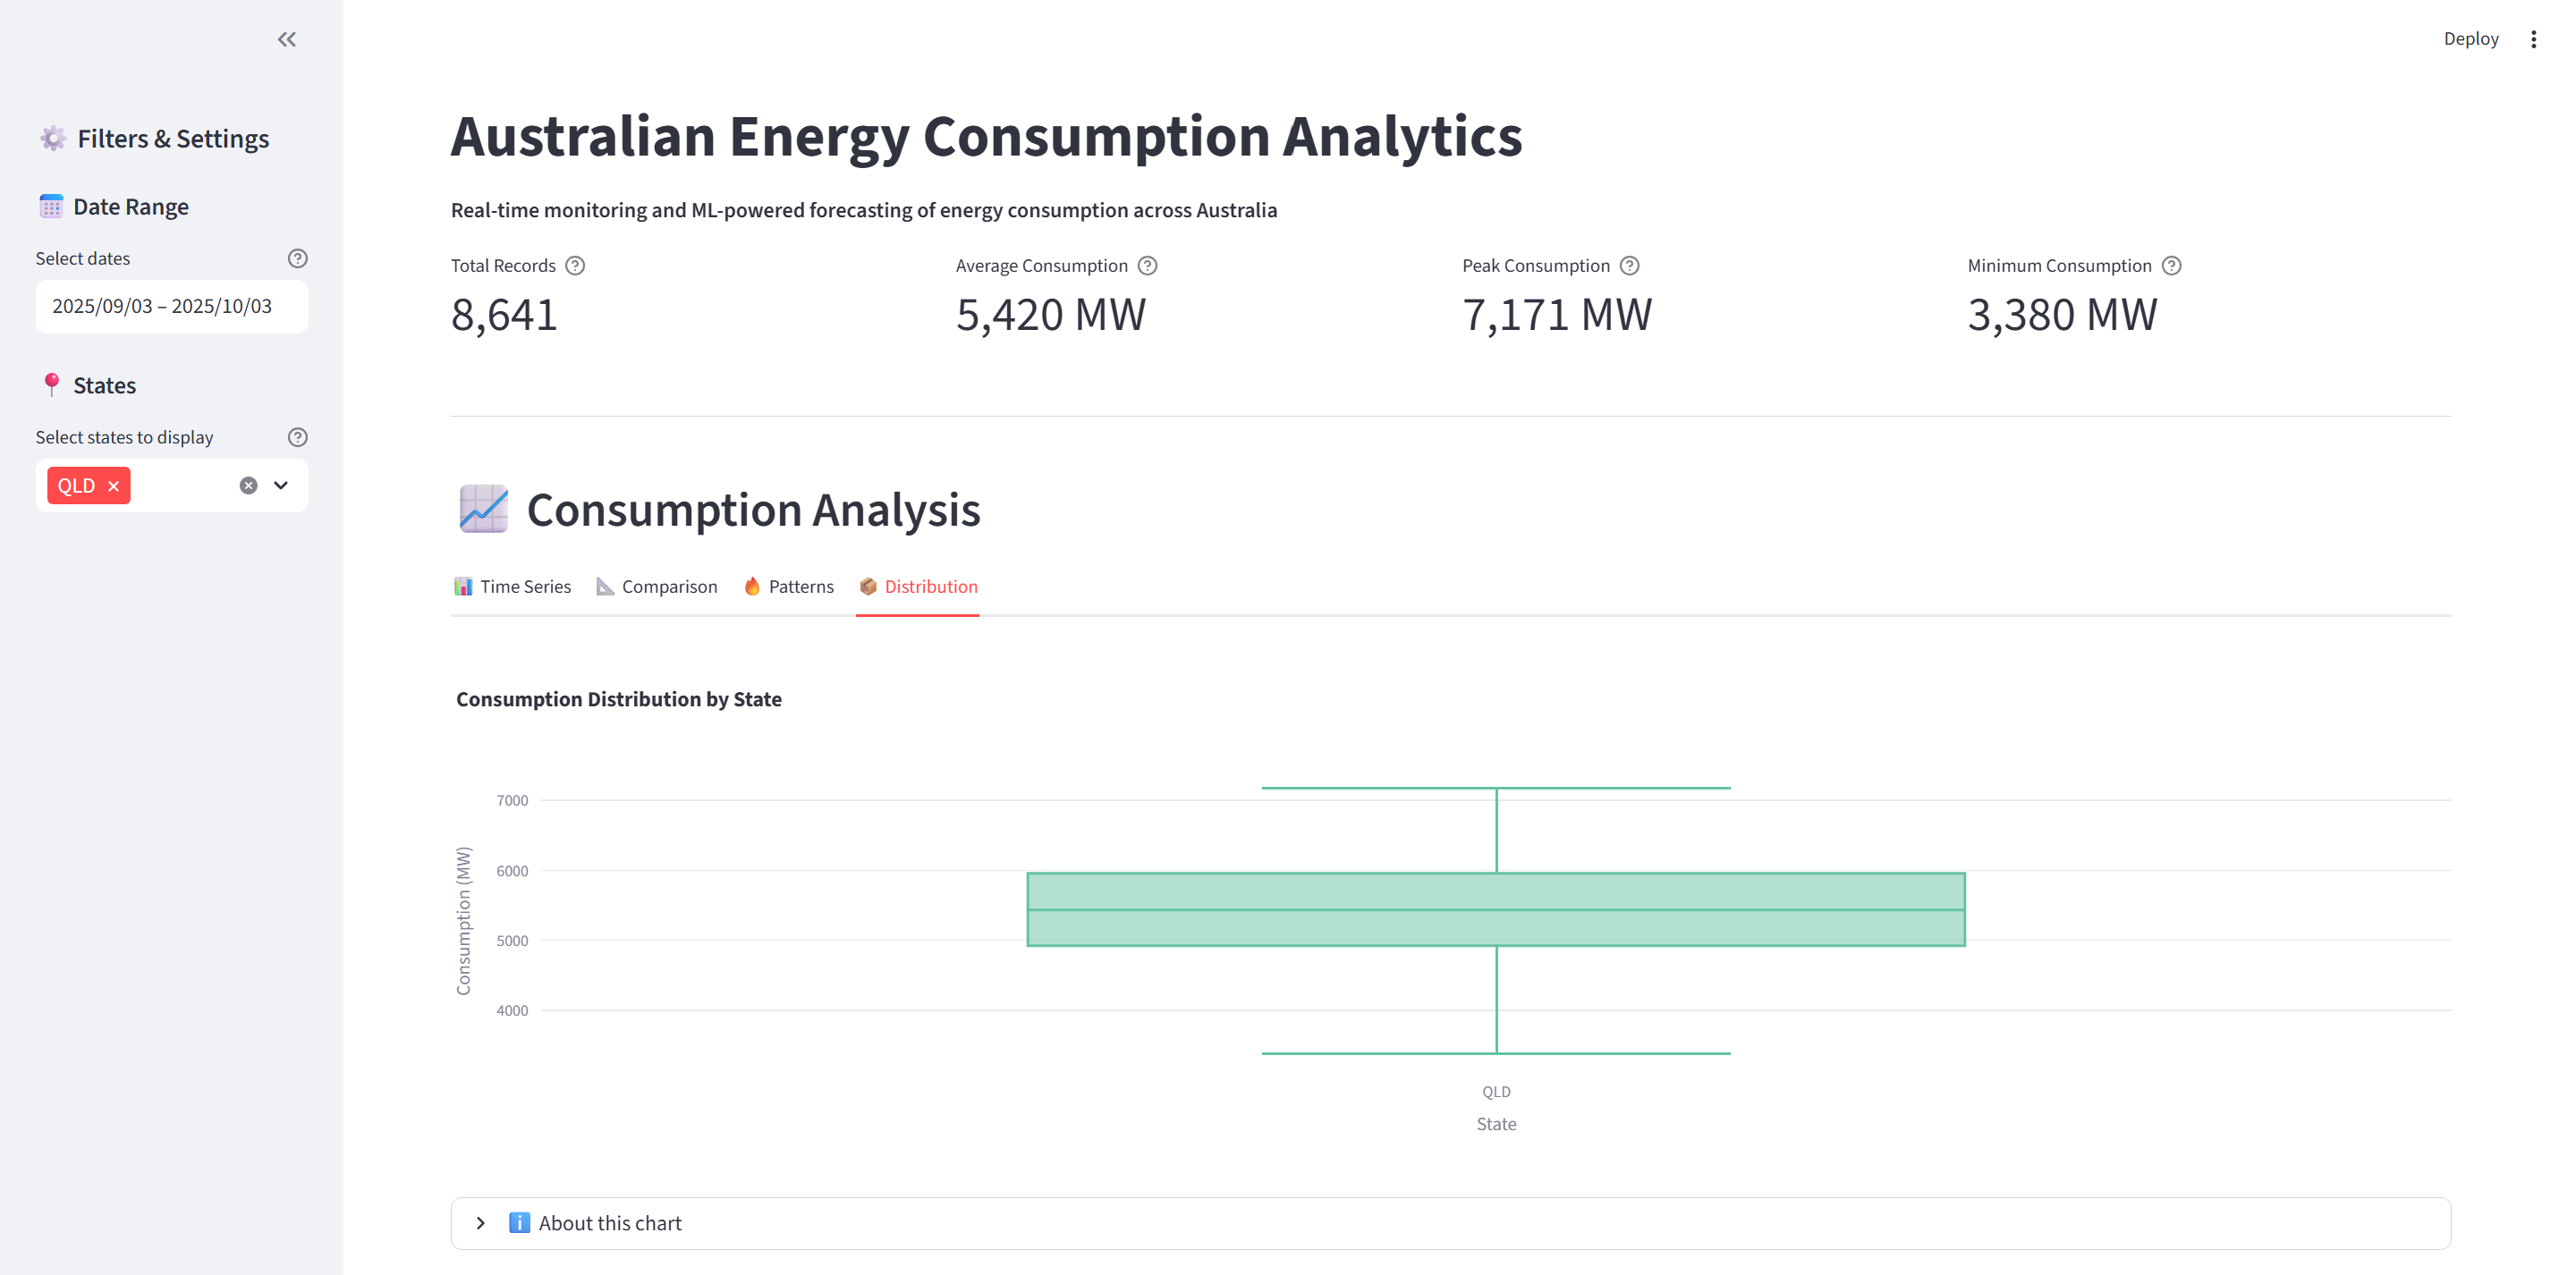 Deploy
Filters & Settings
Date Range
Select dates
2025/09/03 – 2025/10/03
States
Select states to display
QLD
Australian Energy Consumption Analytics
Real-time monitoring and ML-powered forecasting of energy consumption across Australia
Total Records
8,641
Average Consumption
5,420 MW
Peak Consumption
7,171 MW
Minimum Consumption
3,380 MW
Consumption Analysis
Time Series
Comparison
Patterns
Distribution
Consumption Distribution by State
Consumption (MW)
7000
6000
5000
4000
QLD
State
About this chart